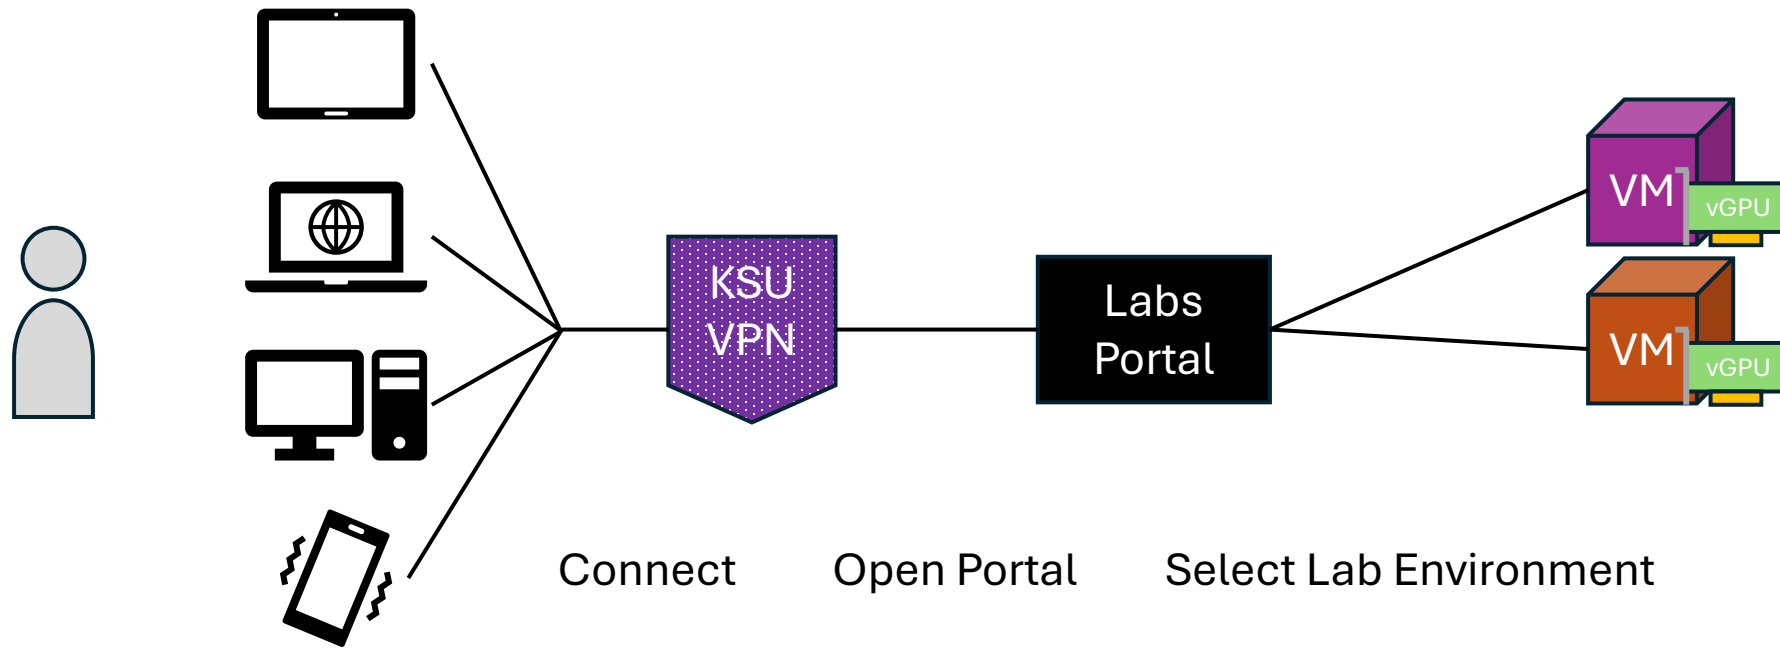 KSU
VPN
Labs
Portal
VM
vGPU
VM
vGPU
Connect
Open Portal
Select Lab Environment